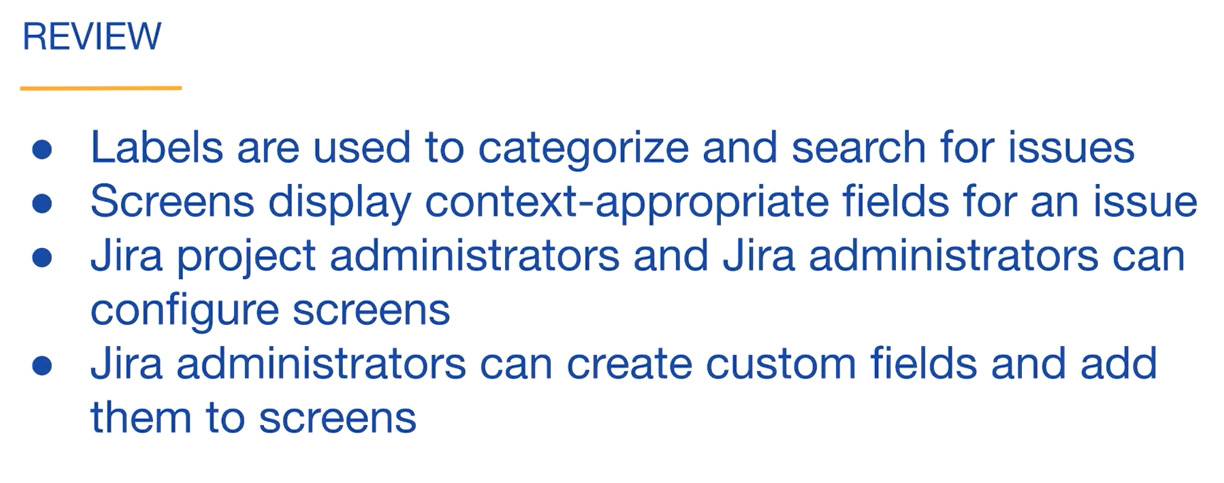 REVIEW
● Labels are used to categorize and search for issues
● Screens display context-appropriate fields for an issue
● Jira project administrators and Jira administrators can
configure screens
● Jira administrators can create custom fields and add
them to screens